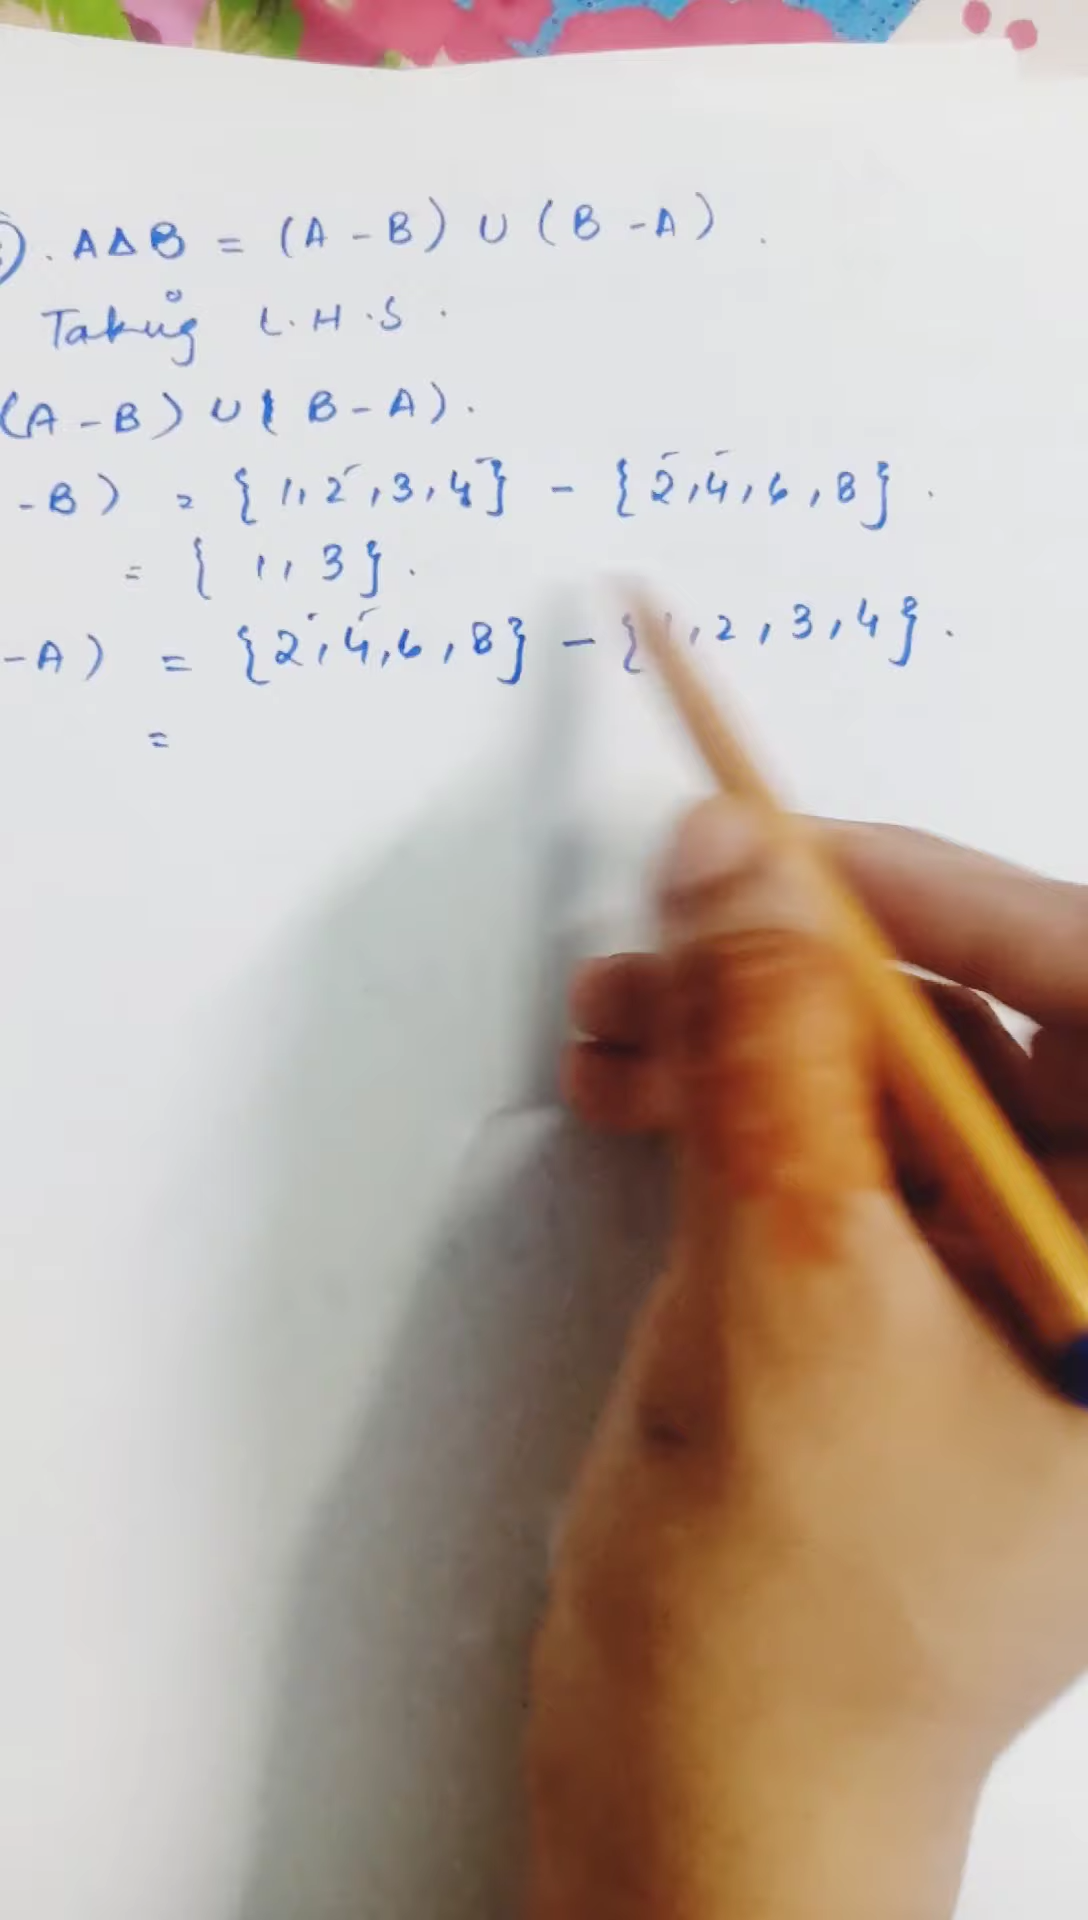 ). A Δ B = (A - B) ∪ (B - A) .
Taking L.H.S .
(A - B) ∪ ( B - A).
- B) = { 1, 2, 3, 4} - { 2, 4, 6, 8} .
= { 1, 3} .
- A) = {2, 4, 6, 8} - {1, 2, 3, 4} .
=